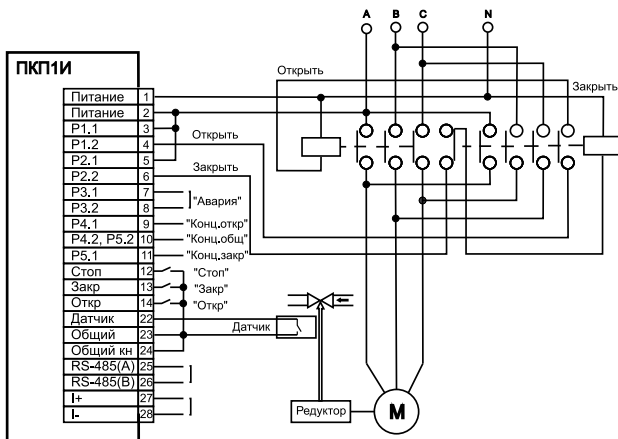 A B C N
ПКП1И
Открыть
Закрыть
Питание 1
Питание 2
P1.1 3
P1.2 4 Открыть
P2.1 5
P2.2 6 Закрыть
P3.1 7
"Авария"
P3.2 8
P4.1 9 "Конц.откр"
P4.2, P5.2 10 "Конц.общ"
P5.1 11 "Конц.закр"
Стоп 12 "Стоп"
Закр 13 "Закр"
Откр 14 "Откр"
Датчик 22
Общий 23 Датчик
Общий кн 24
RS-485(A) 25
RS-485(B) 26
I+ 27
I- 28
Редуктор
М